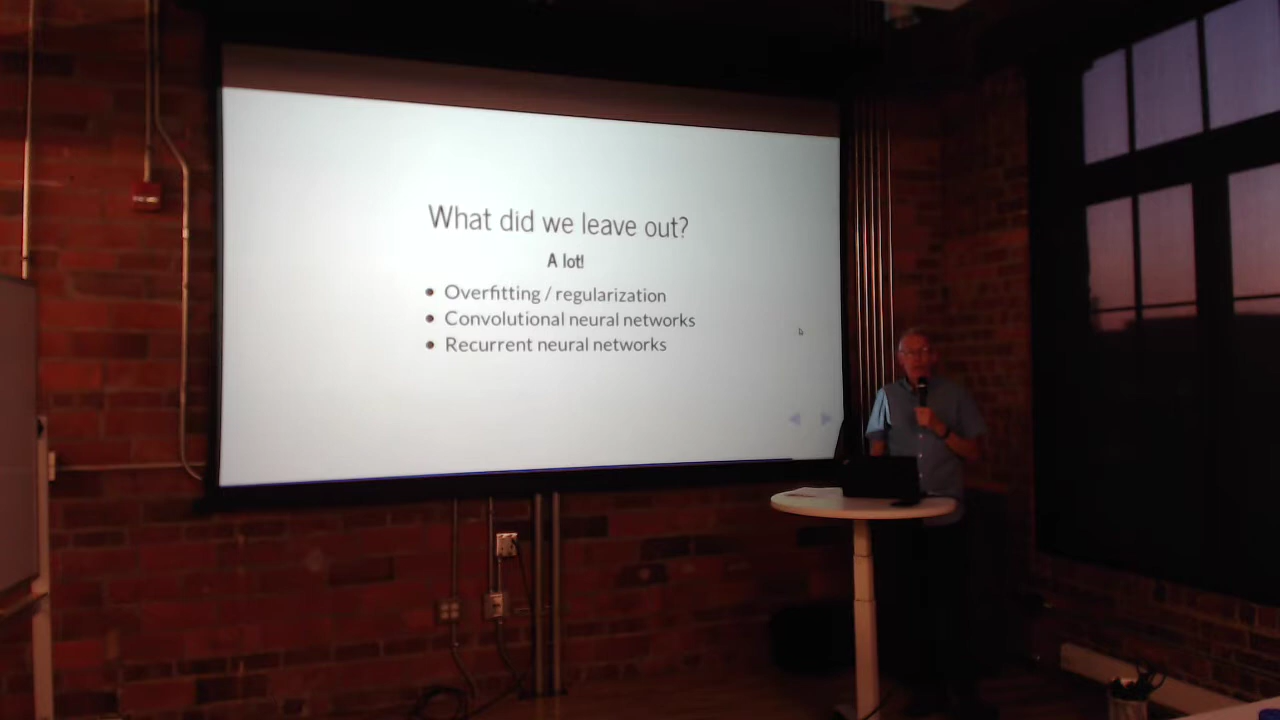 What did we leave out?
A lot!
Overfitting / regularization
Convolutional neural networks
Recurrent neural networks